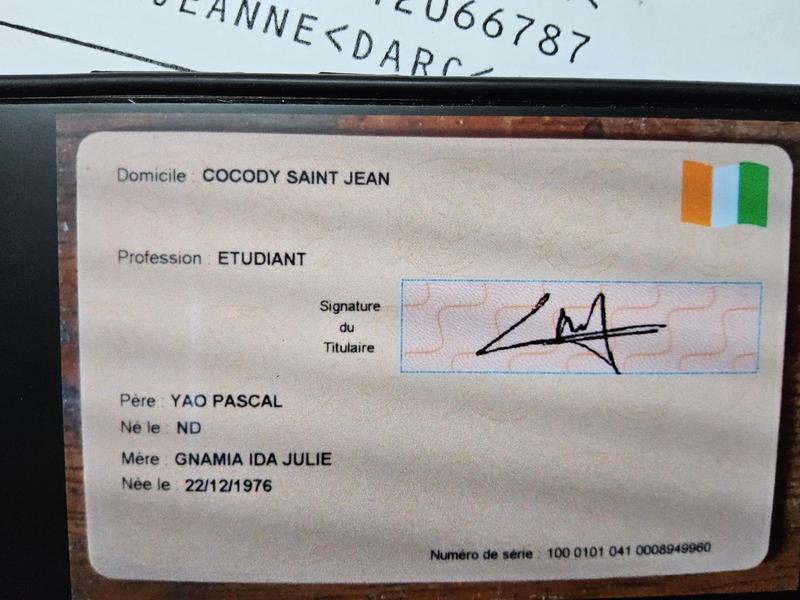 2066787
JEANNE<DARC<
Domicile : COCODY SAINT JEAN
Profession : ETUDIANT
Signature
du
Titulaire
Père : YAO PASCAL
Né le : ND
Mère : GNAMIA IDA JULIE
Née le : 22/12/1976
Numéro de série : 100 0101 041 0008949960